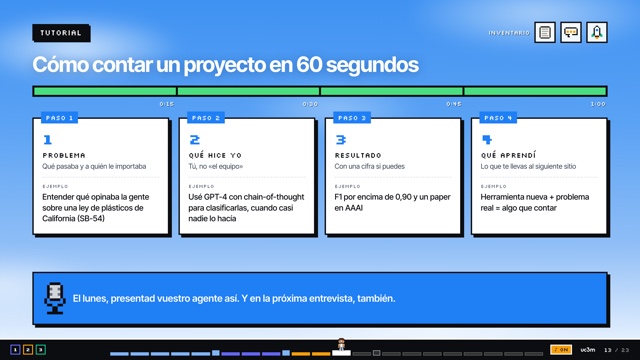 TUTORIAL
INVENTARIO
Cómo contar un proyecto en 60 segundos
0:15
0:30
0:45
1:00
PASO 1
1
PROBLEMA
Qué pasaba y a quién le importaba
EJEMPLO
Entender qué opinaba la gente
sobre una ley de plásticos de
California (SB-54)
PASO 2
2
QUÉ HICE YO
Tú, no «el equipo»
EJEMPLO
Usé GPT-4 con chain-of-thought
para clasificarlas, cuando casi
nadie lo hacía
PASO 3
3
RESULTADO
Con una cifra si puedes
EJEMPLO
F1 por encima de 0,90 y un paper
en AAAI
PASO 4
4
QUÉ APRENDÍ
Lo que te llevas al siguiente sitio
EJEMPLO
Herramienta nueva + problema
real = algo que contar
El lunes, presentad vuestro agente así. Y en la próxima entrevista, también.
1 2 3
uc3m